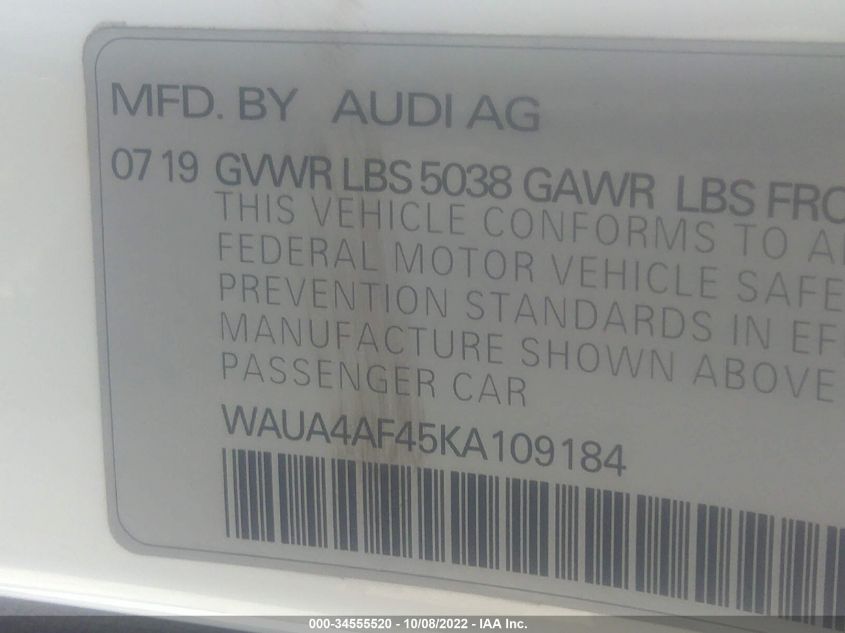 MFD. BY AUDI AG
07 19 GVWR LBS 5038 GAWR LBS FRO
THIS VEHICLE CONFORMS TO A
FEDERAL MOTOR VEHICLE SAFE
PREVENTION STANDARDS IN EF
MANUFACTURE SHOWN ABOVE
PASSENGER CAR
WAUA4AF45KA109184
000-34555520 - 10/08/2022 - IAA Inc.